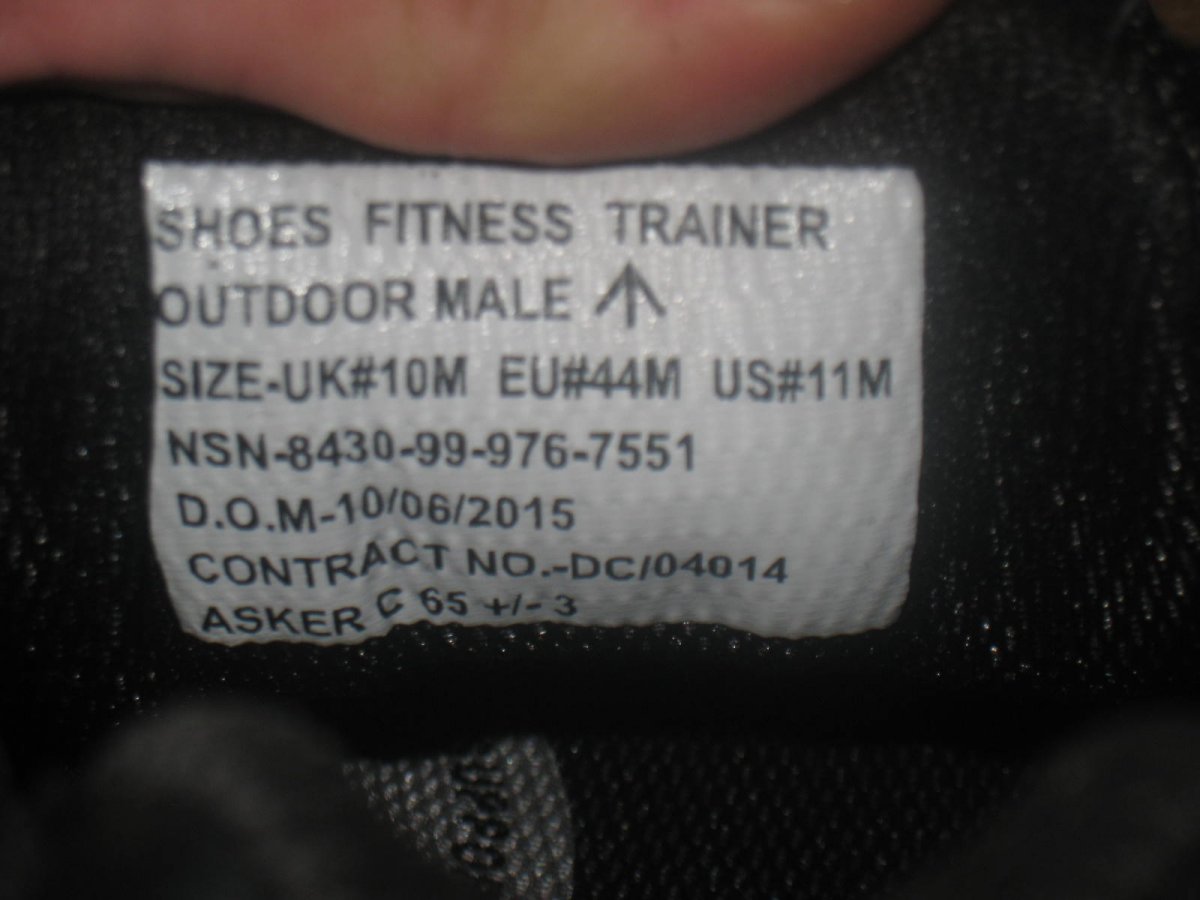 SHOES FITNESS TRAINER
OUTDOOR MALE ↑
SIZE-UK#10M EU#44M US#11M
NSN-8430-99-976-7551
D.O.M-10/06/2015
CONTRACT NO.-DC/04014
ASKER C 65 +/- 3